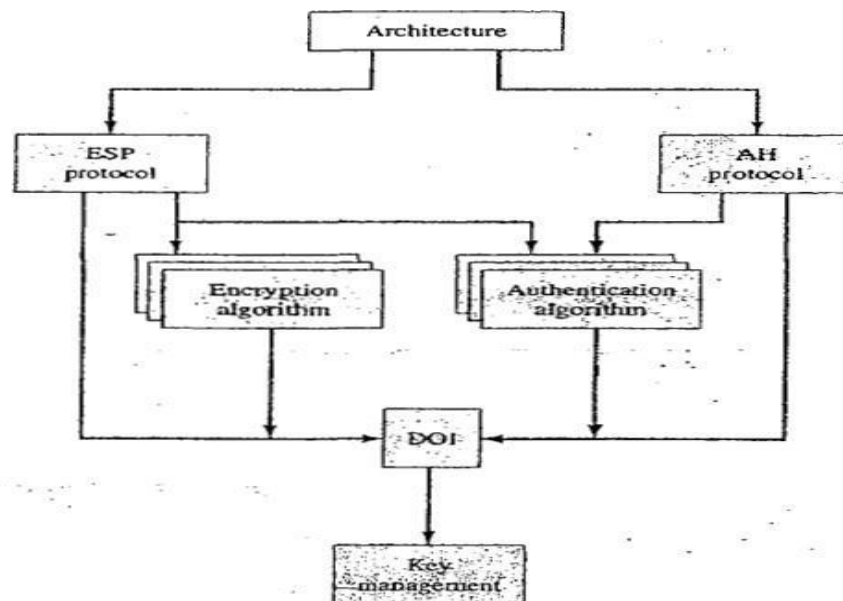 Architecture
ESP
protocol
AH
protocol
Encryption
algorithm
Authentication
algorithm
DOI
Key
management